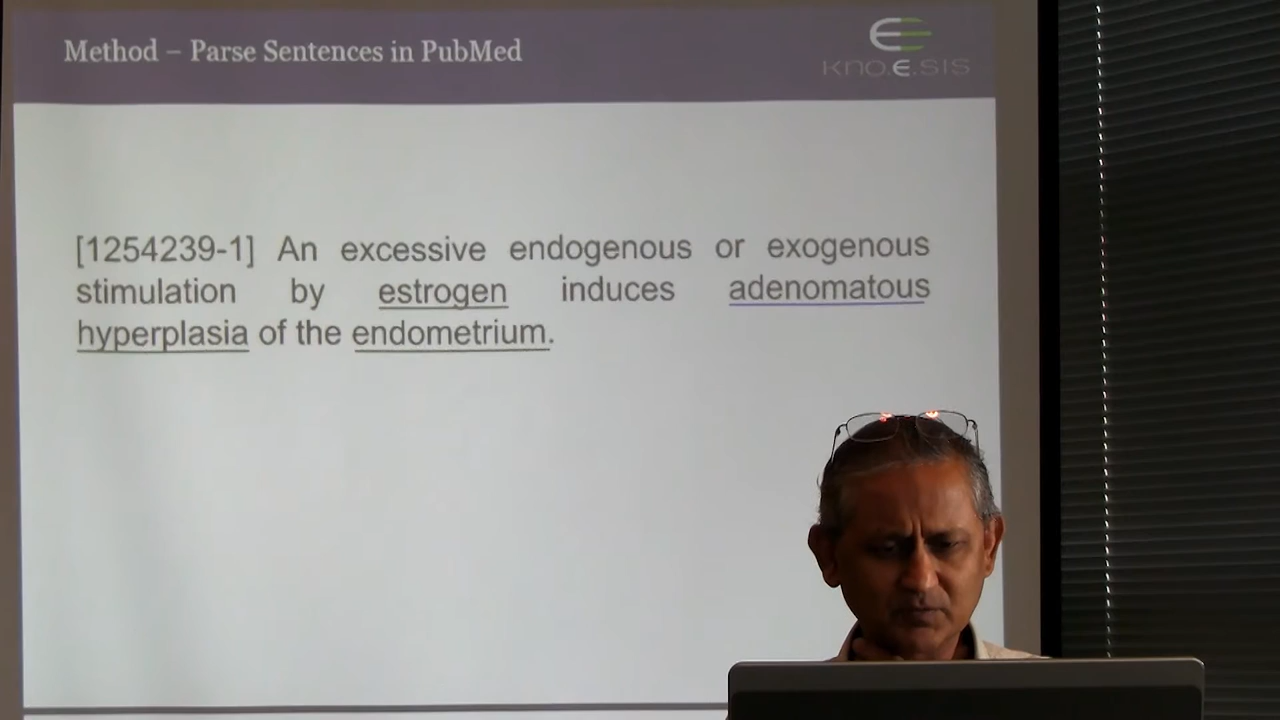 Method – Parse Sentences in PubMed
KNO.E.SIS
[1254239-1] An excessive endogenous or exogenous
stimulation by estrogen induces adenomatous
hyperplasia of the endometrium.